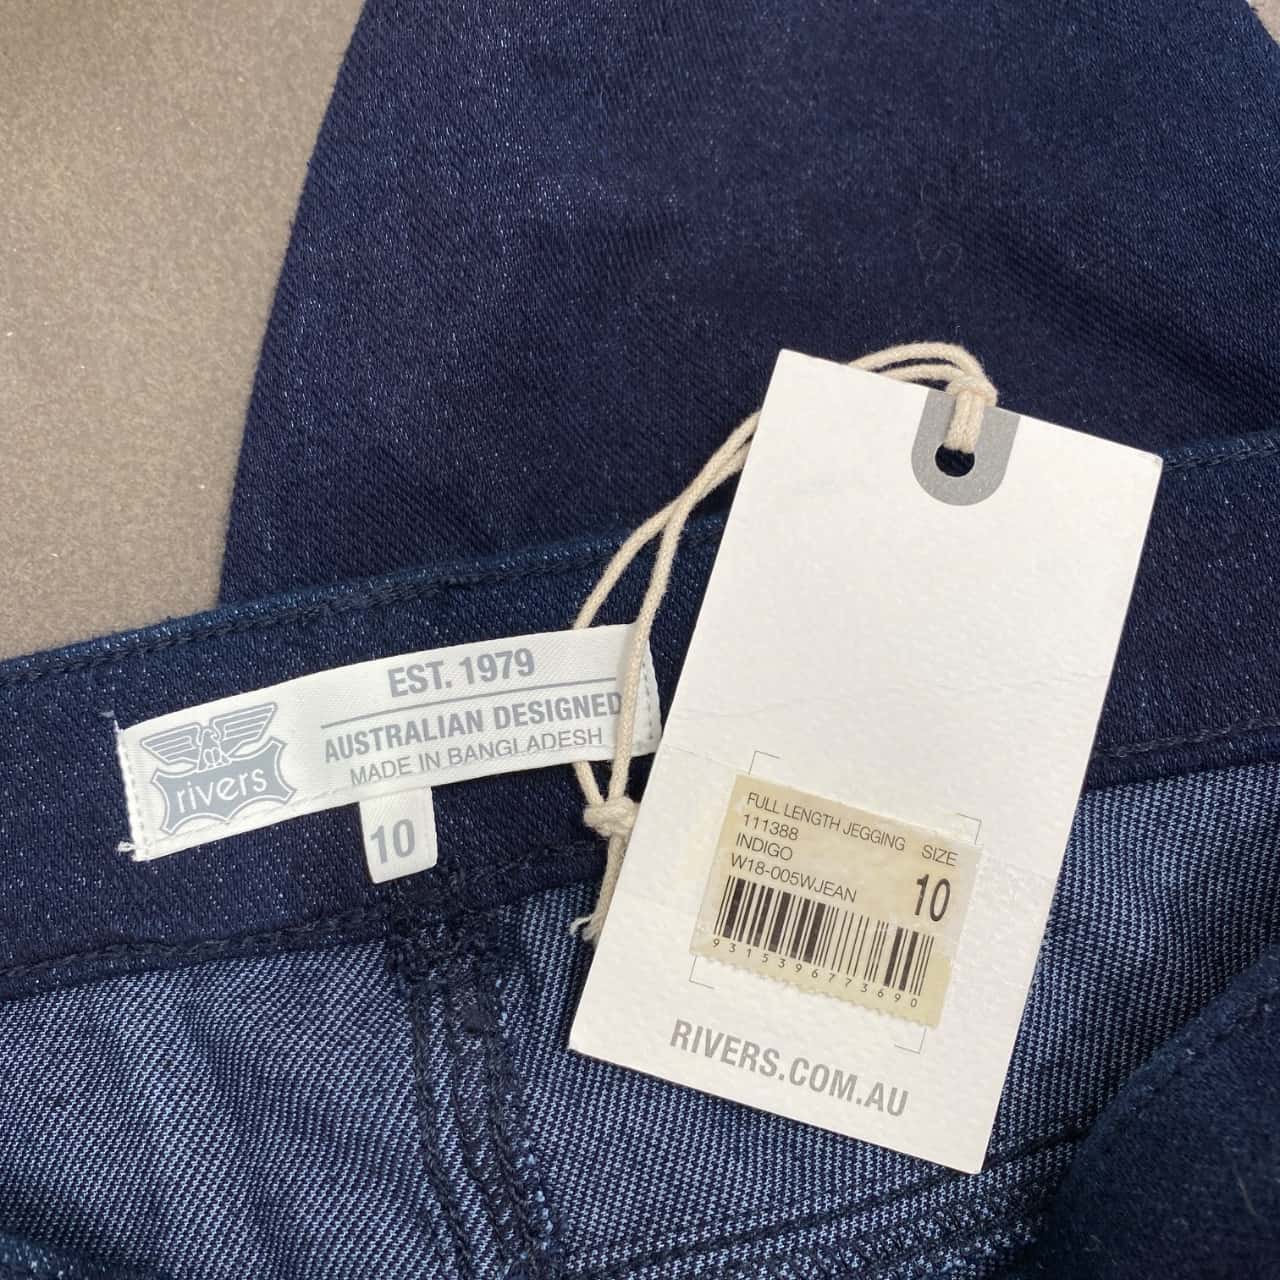 EST. 1979
AUSTRALIAN DESIGNED
MADE IN BANGLADESH
rivers
10
FULL LENGTH JEGGING
111388
INDIGO
W18-005WJEAN
SIZE
10
9315396773690
RIVERS.COM.AU